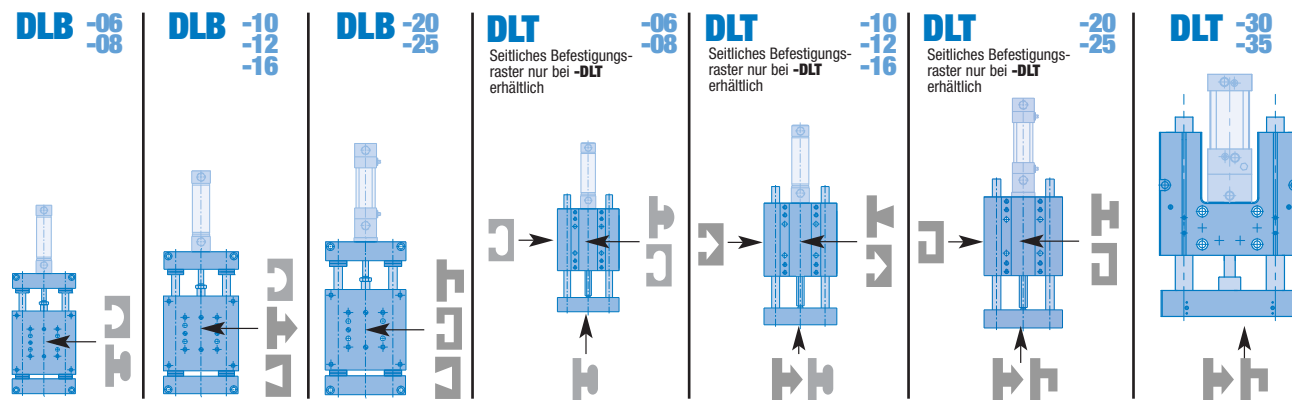 DLB -06
-08
DLB -10
-12
-16
DLB -20
-25
DLT -06
-08
Seitliches Befestigungs-
raster nur bei -DLT
erhältlich
DLT -10
-12
-16
Seitliches Befestigungs-
raster nur bei -DLT
erhältlich
DLT -20
-25
Seitliches Befestigungs-
raster nur bei -DLT
erhältlich
DLT -30
-35